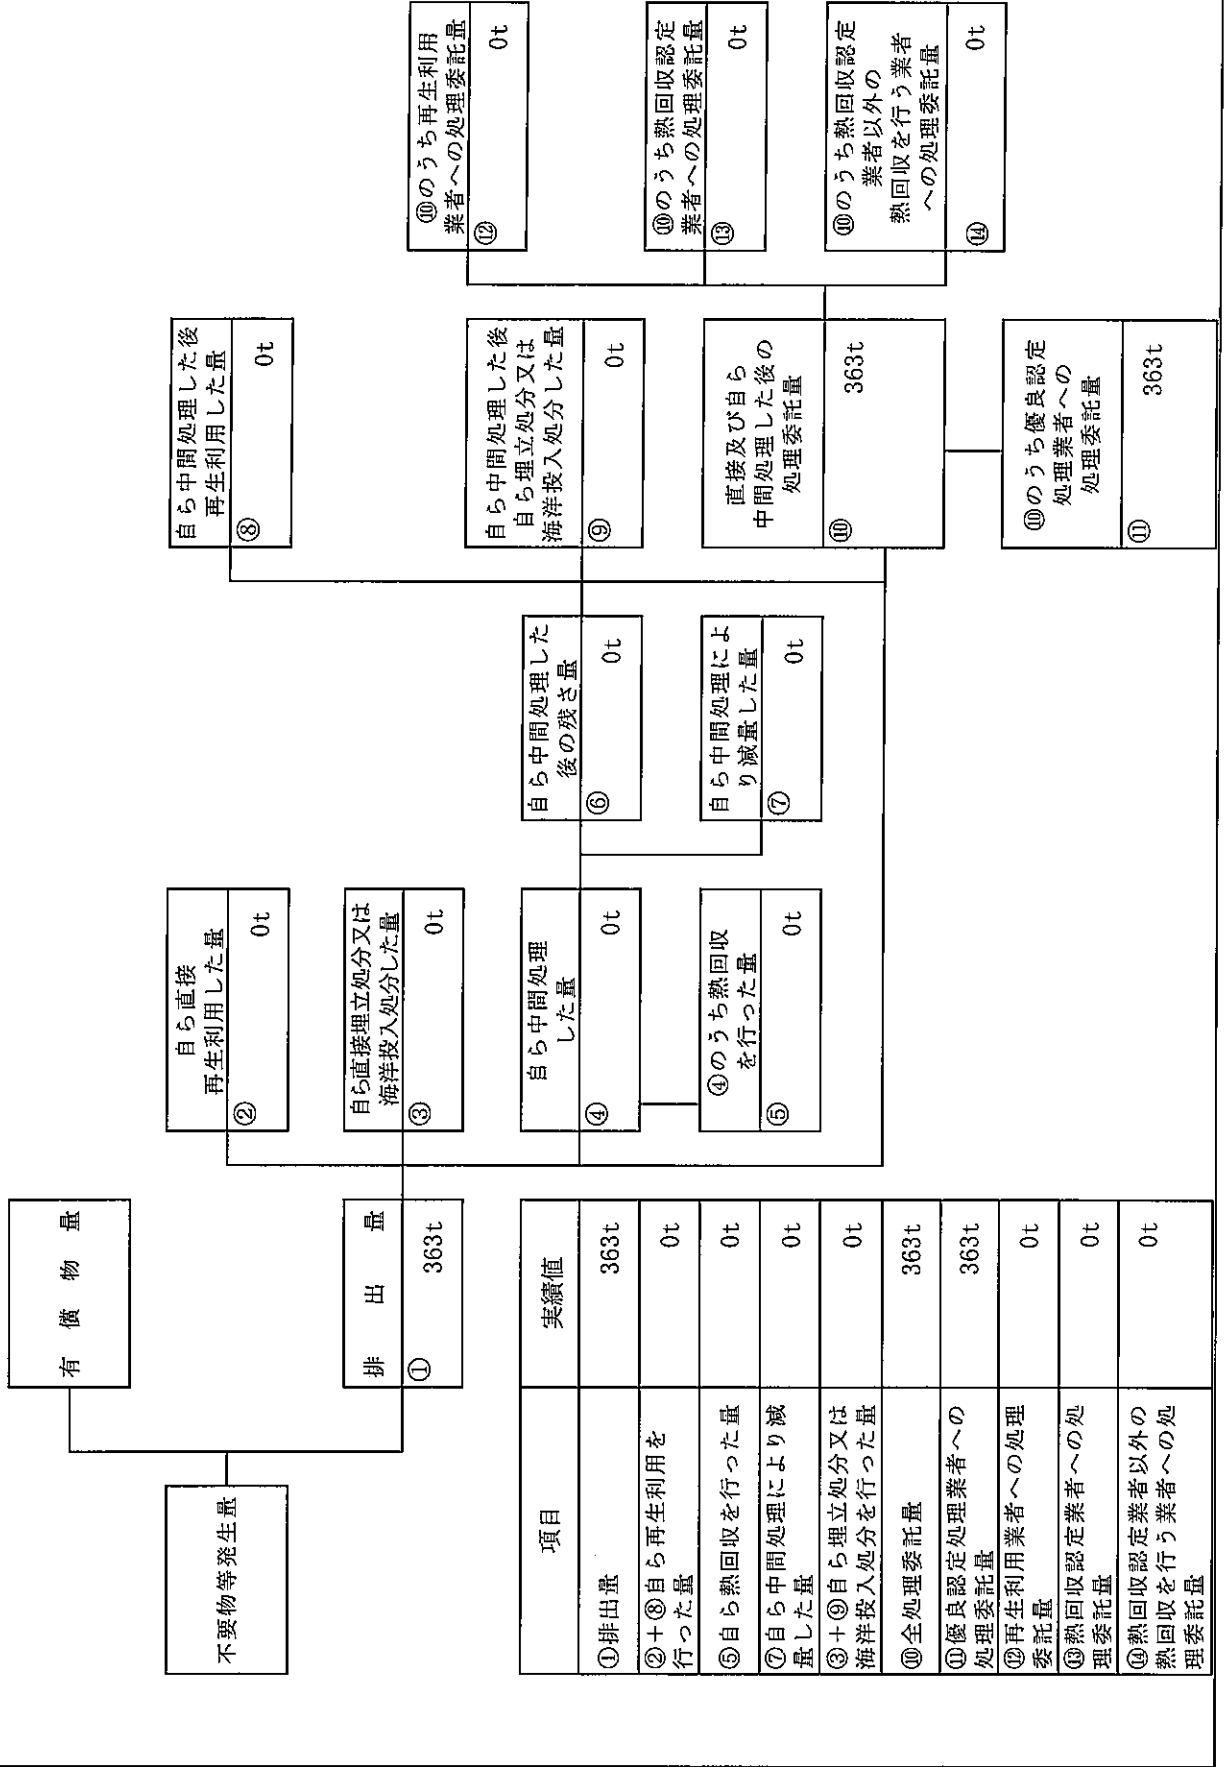 不要物等発生量
有償物量
排出量
① 363t
自ら直接
再生利用した量
② 0t
自ら直接埋立処分又は
海洋投入処分した量
③ 0t
自ら中間処理
した量
④ 0t
④のうち熱回収
を行った量
⑤ 0t
自ら中間処理した
後の残さ量
⑥ 0t
自ら中間処理によ
り減量した量
⑦ 0t
自ら中間処理した後
再生利用した量
⑧ 0t
自ら中間処理した後
自ら埋立処分又は
海洋投入処分した量
⑨ 0t
直接及び自ら
中間処理した後の
処理委託量
⑩ 363t
⑩のうち優良認定
処理業者への
処理委託量
⑪ 363t
⑩のうち再生利用
業者への処理委託量
⑫ 0t
⑩のうち熱回収認定
業者への処理委託量
⑬ 0t
⑩のうち熱回収認定
業者以外の
熱回収を行う業者
への処理委託量
⑭ 0t
項目 実績値
①排出量 363t
②+⑧自ら再生利用を
行った量 0t
⑤自ら熱回収を行った量 0t
⑦自ら中間処理により減
量した量 0t
③+⑨自ら埋立処分又は
海洋投入処分を行った量 0t
⑩全処理委託量 363t
⑪優良認定処理業者への
処理委託量 363t
⑫再生利用業者への処理
委託量 0t
⑬熱回収認定業者への処
理委託量 0t
⑭熱回収認定業者以外の
熱回収を行う業者への処
理委託量 0t